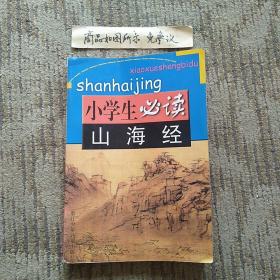 商品如图所示 免争议
xiaoxueshengbidu
shanhaijing
小学生必读
山海经